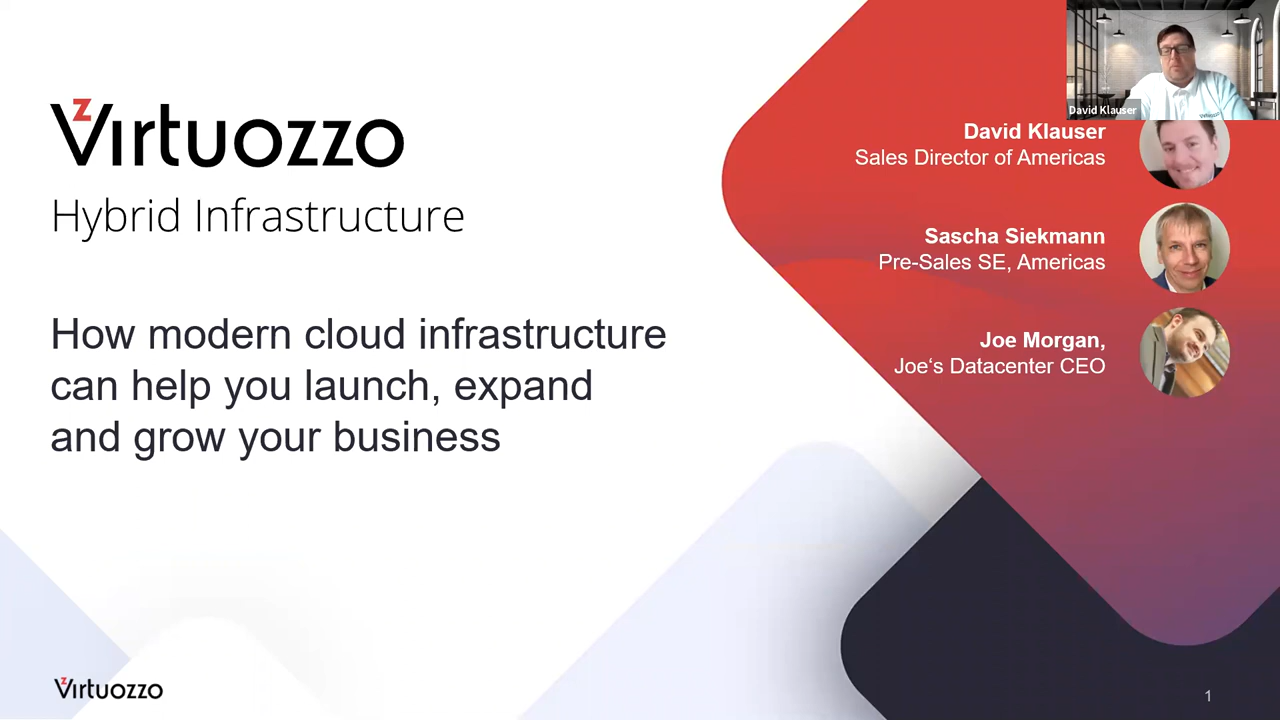 Virtuozzo
Hybrid Infrastructure
How modern cloud infrastructure
can help you launch, expand
and grow your business
David Klauser
David Klauser
Sales Director of Americas
Sascha Siekmann
Pre-Sales SE, Americas
Joe Morgan,
Joe‘s Datacenter CEO
Virtuozzo
1